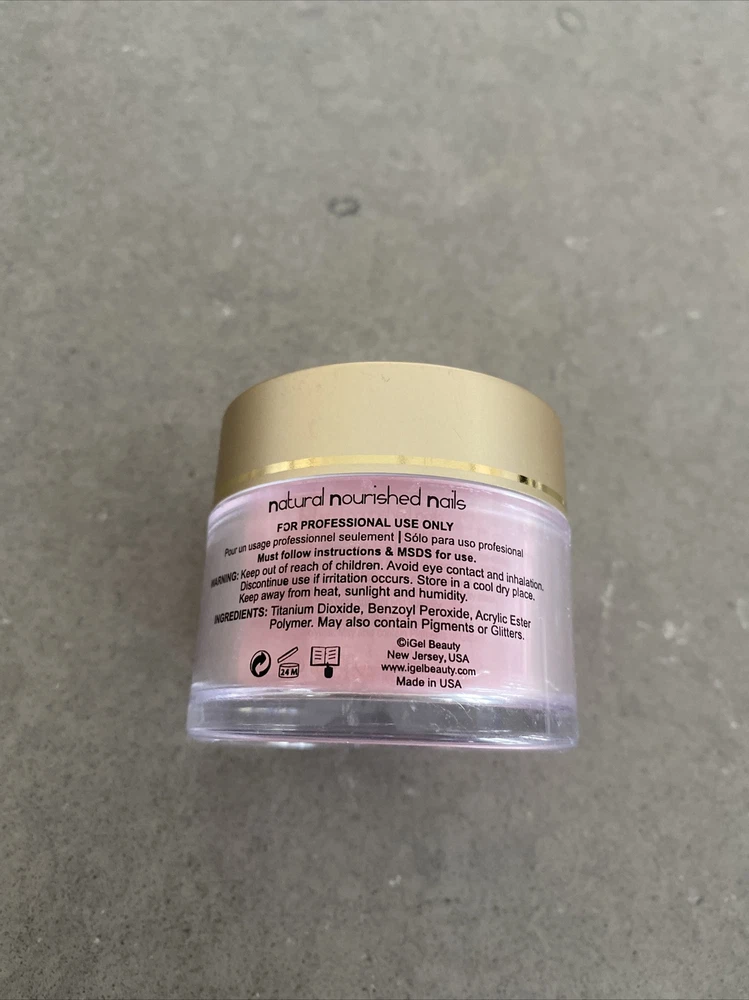 natural nourished nails
FOR PROFESSIONAL USE ONLY
Pour un usage professionnel seulement | Sólo para uso profesional
Must follow instructions & MSDS for use.
WARNING: Keep out of reach of children. Avoid eye contact and inhalation.
Discontinue use if irritation occurs. Store in a cool dry place.
Keep away from heat, sunlight and humidity.
INGREDIENTS: Titanium Dioxide, Benzoyl Peroxide, Acrylic Ester
Polymer. May also contain Pigments or Glitters.
©iGel Beauty
New Jersey, USA
www.igelbeauty.com
Made in USA
24 M